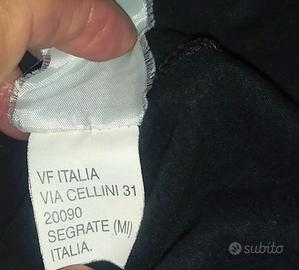 VF ITALIA
VIA CELLINI 31
20090
SEGRATE (MI)
ITALIA.
subito